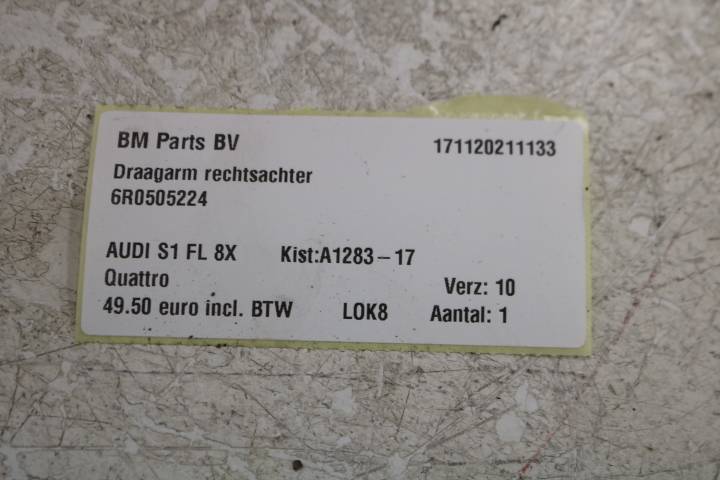 BM Parts BV 171120211133
Draagarm rechtsachter
6R0505224
AUDI S1 FL 8X Kist:A1283-17
Quattro Verz: 10
49.50 euro incl. BTW LOK8 Aantal: 1